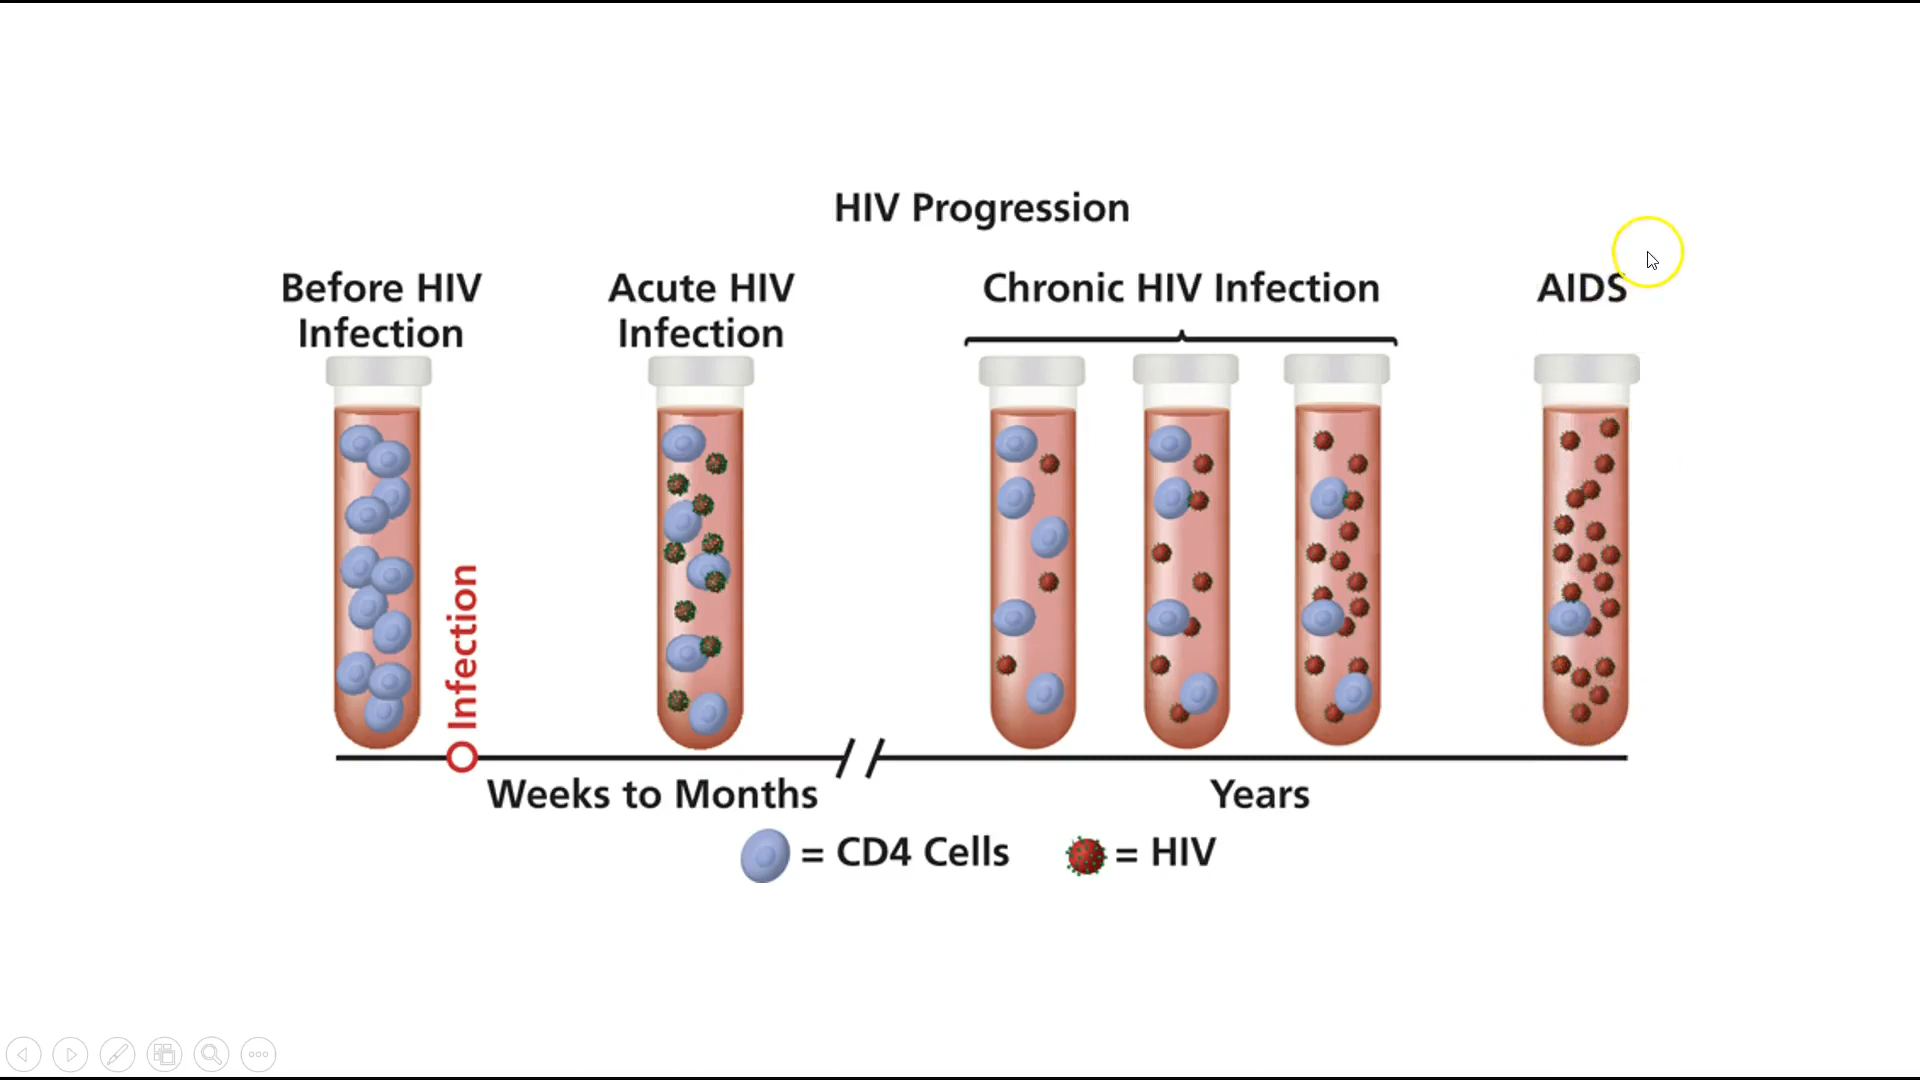 HIV Progression
Before HIV
Infection
Acute HIV
Infection
Chronic HIV Infection
AIDS
Infection
Weeks to Months
Years
= CD4 Cells
= HIV